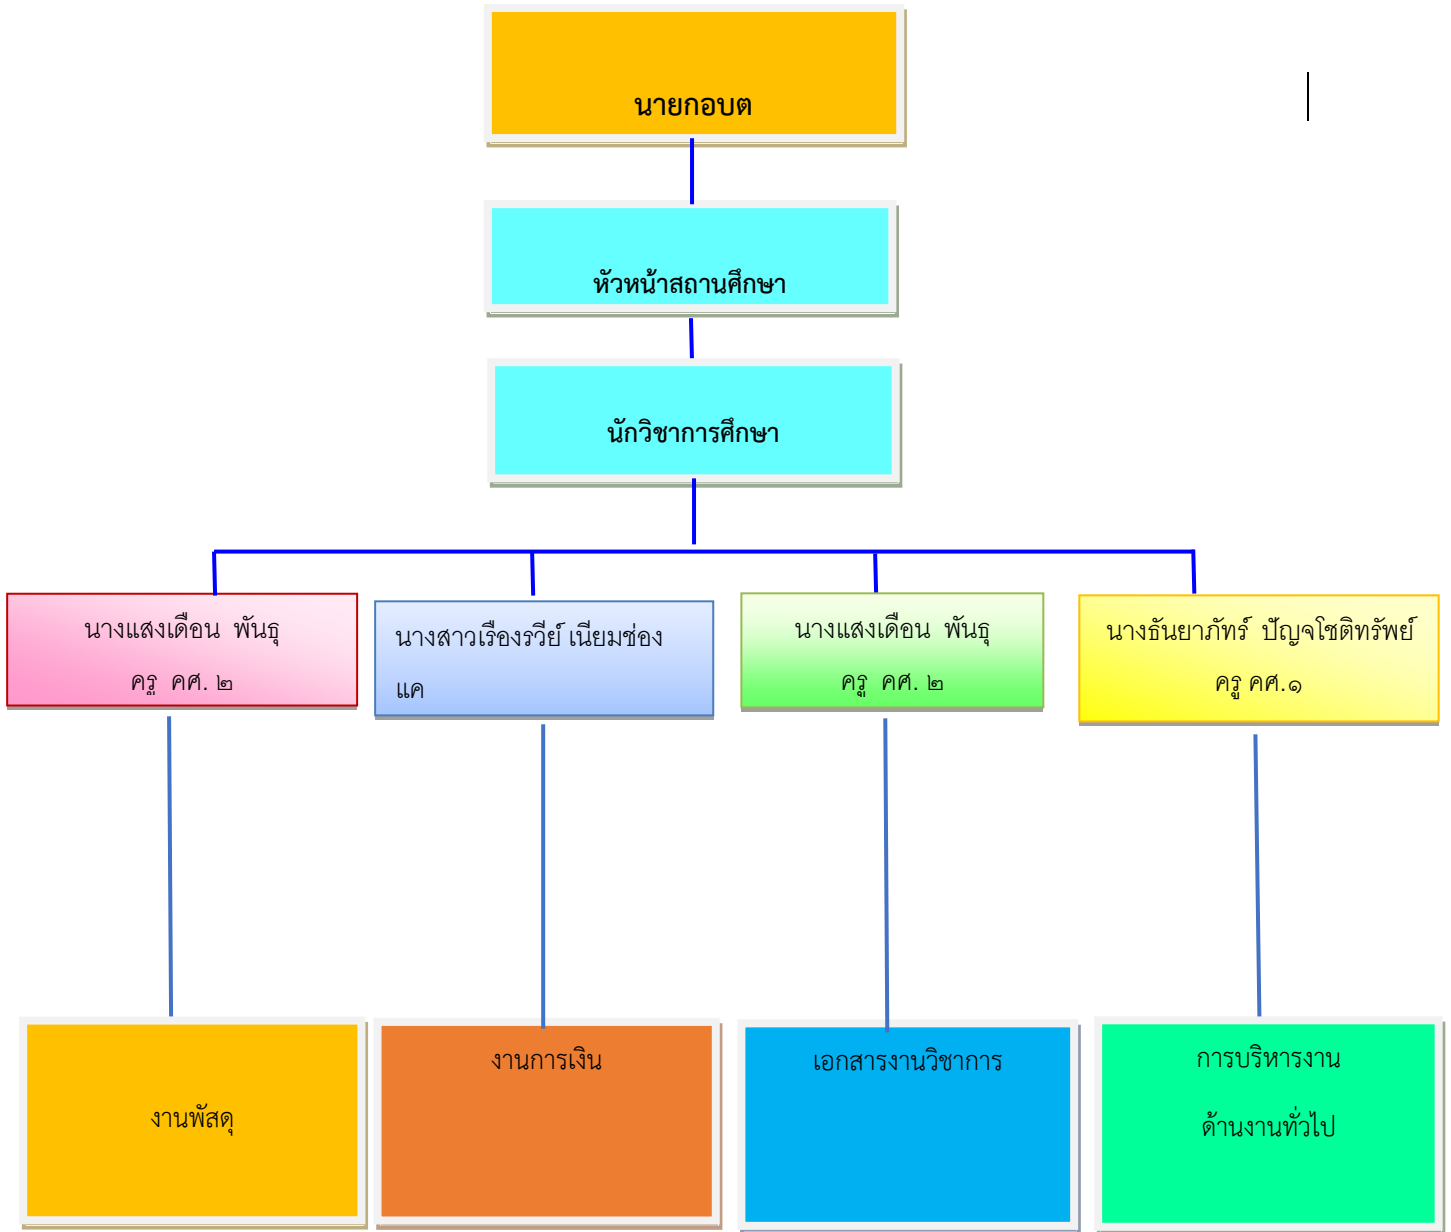 นายกอบต
หัวหน้าสถานศึกษา
นักวิชาการศึกษา
นางแสงเดือน พันธุ
ครู คศ. ๒
นางสาวเรืองรวีย์ เนียมช่อง
แค
นางแสงเดือน พันธุ
ครู คศ. ๒
นางธันยาภัทร์ ปัญจโชติทรัพย์
ครู คศ.๑
งานพัสดุ
งานการเงิน
เอกสารงานวิชาการ
การบริหารงาน
ด้านงานทั่วไป